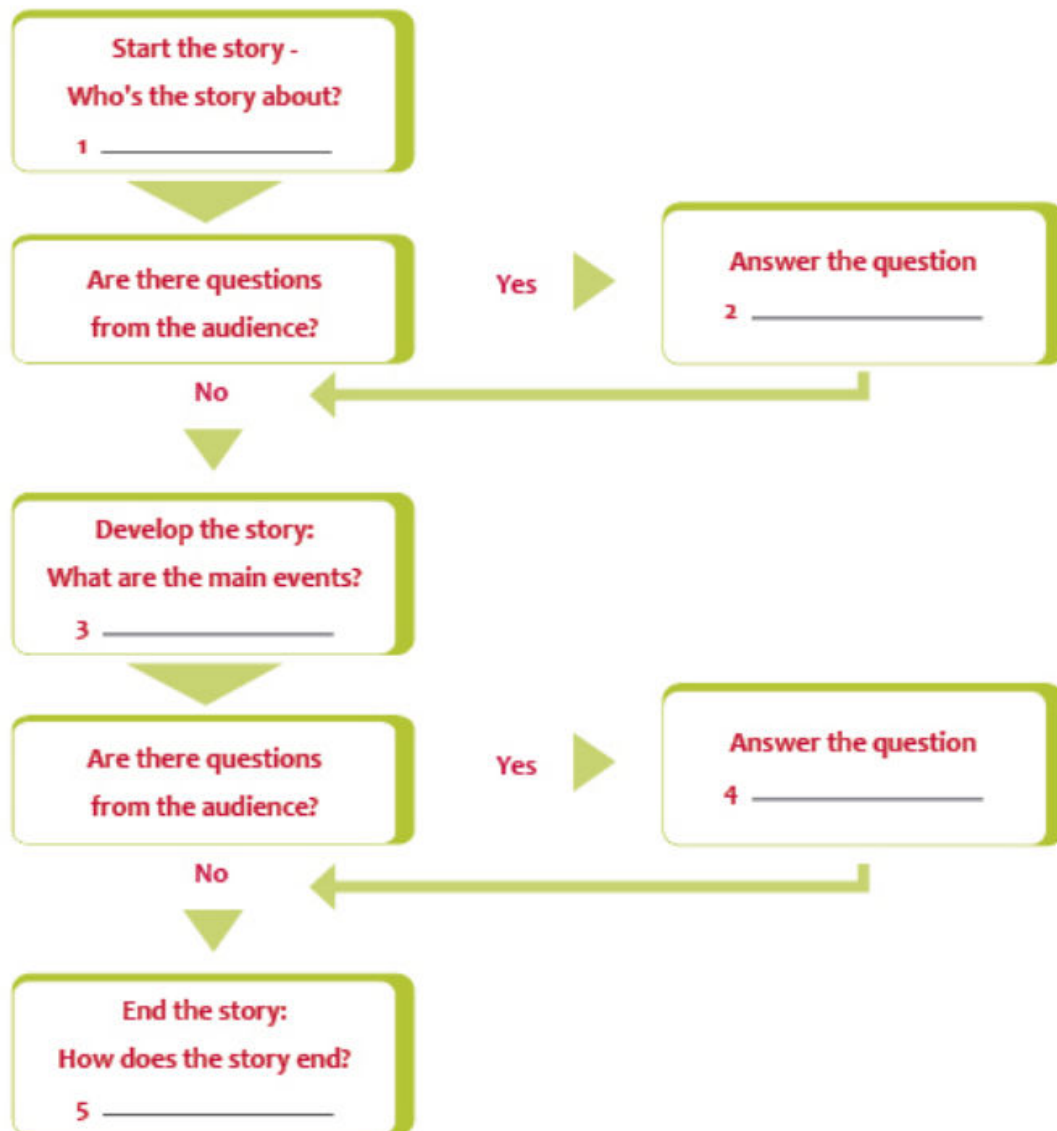 Start the story -
Who's the story about?
1
Are there questions
from the audience?
Yes
Answer the question
2
No
Develop the story:
What are the main events?
3
Are there questions
from the audience?
Yes
Answer the question
4
No
End the story:
How does the story end?
5